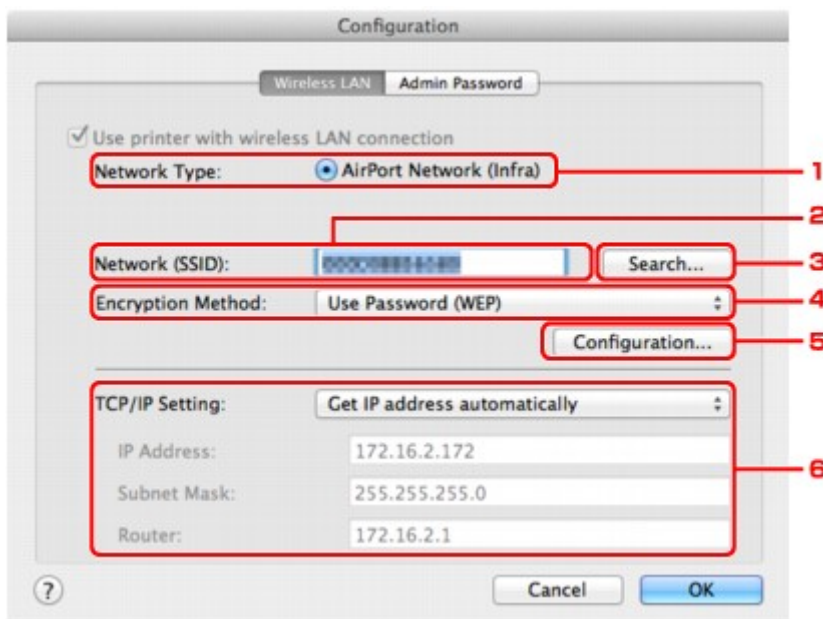 Configuration
Wireless LAN Admin Password
Use printer with wireless LAN connection
Network Type: AirPort Network (Infra) 1
2
Network (SSID): Search... 3
Encryption Method: Use Password (WEP) 4
Configuration... 5
TCP/IP Setting: Get IP address automatically
IP Address: 172.16.2.172
6
Subnet Mask: 255.255.255.0
Router: 172.16.2.1
? Cancel OK